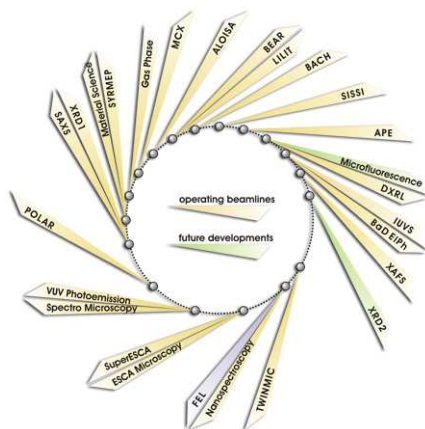 MCX
ALOISA
BEAR
LILIT
BACH
SISSI
APE
Microfluorescence
DXRL
IUVS
BaD ElPh
XAFS
XRD2
TWINMIC
Nanospectroscopy
FEL
ESCA Microscopy
SuperESCA
Spectro Microscopy
VUV Photoemission
POLAR
SAXS
XRD1
Material Science
SYRMEP
Gas Phase
operating beamlines
future developments